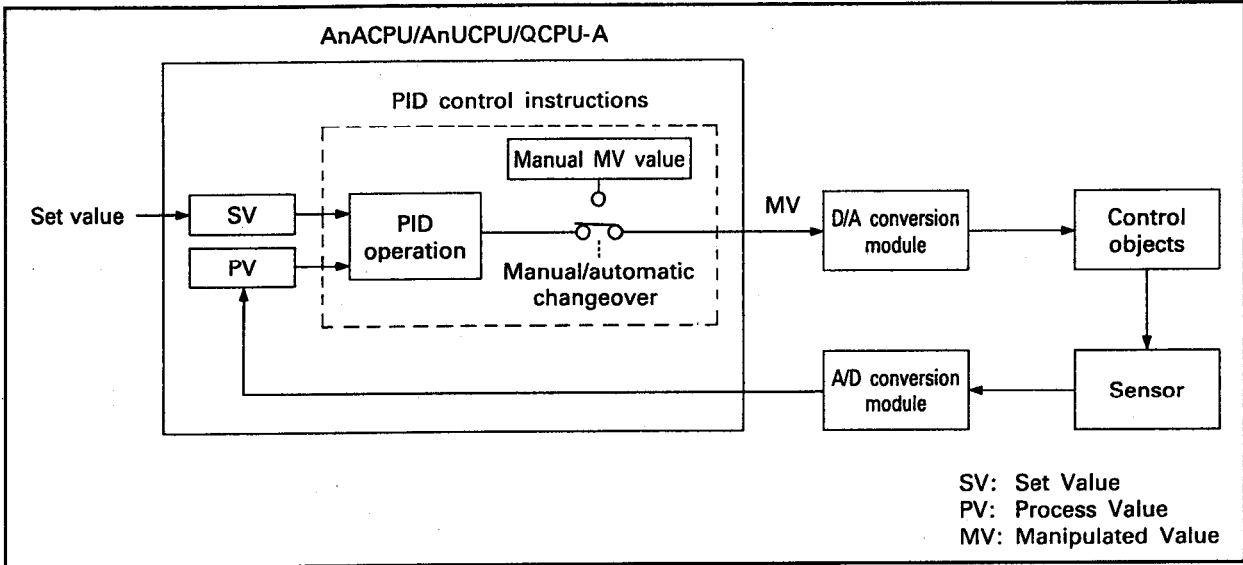 AnACPU/AnUCPU/QCPU-A
PID control instructions
Manual MV value
Set value
SV
PV
PID
operation
Manual/automatic
changeover
MV
D/A conversion
module
Control
objects
A/D conversion
module
Sensor
SV: Set Value
PV: Process Value
MV: Manipulated Value